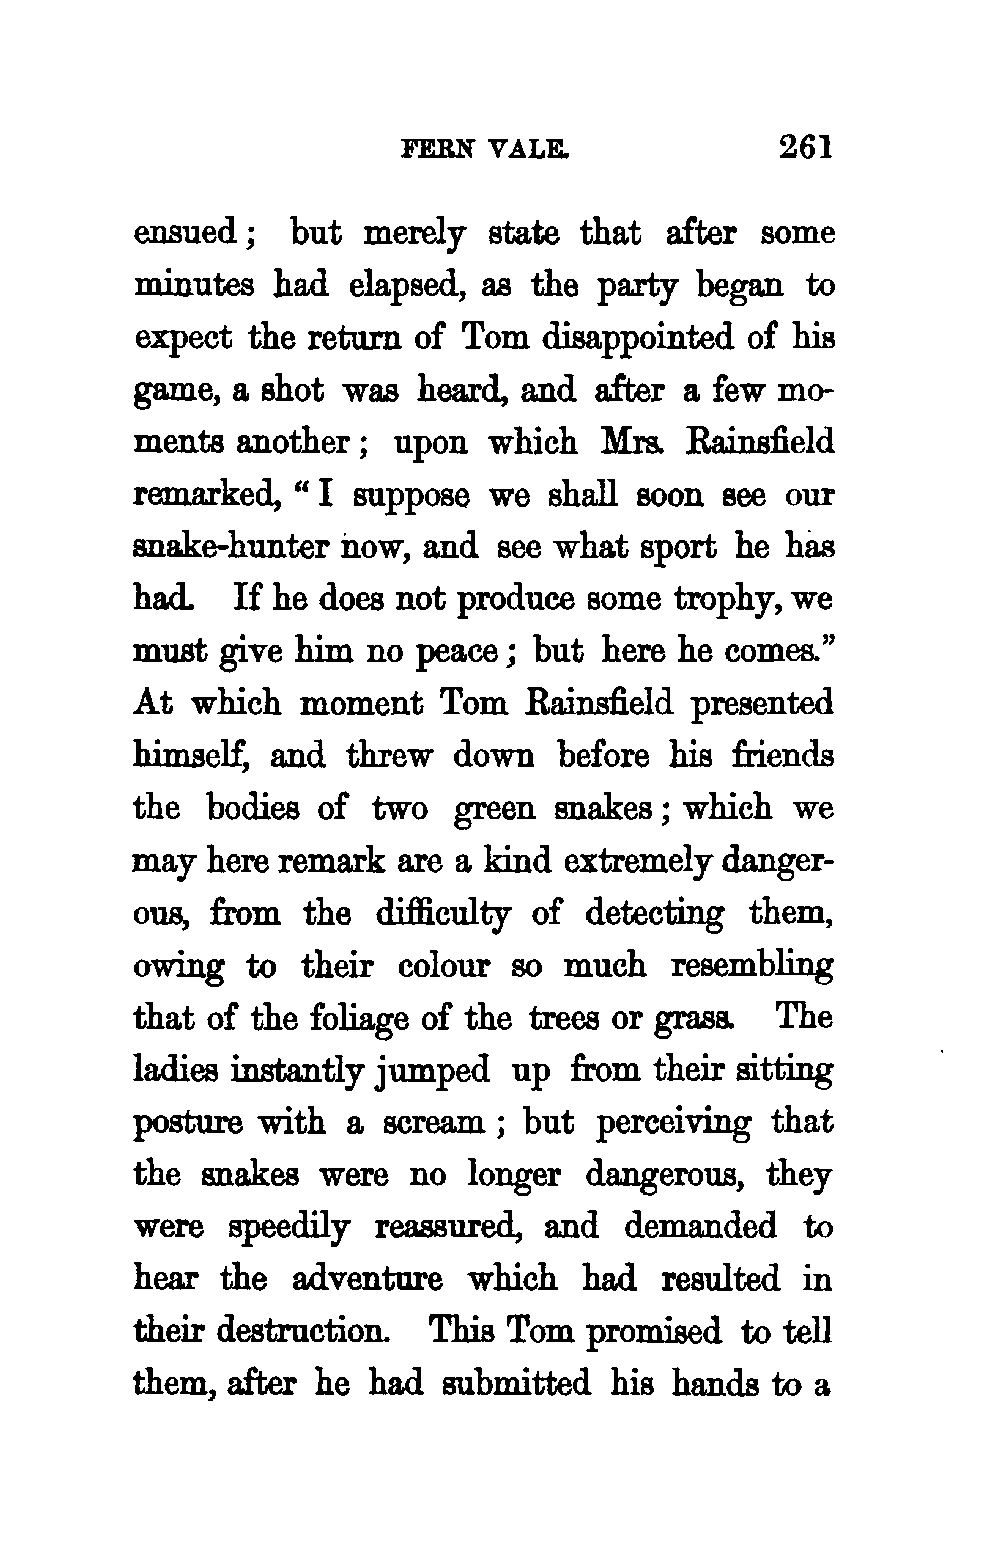 FERN VALE. 261
ensued; but merely state that after some
minutes had elapsed, as the party began to
expect the return of Tom disappointed of his
game, a shot was heard, and after a few mo-
ments another; upon which Mrs. Rainsfield
remarked, “I suppose we shall soon see our
snake-hunter now, and see what sport he has
had. If he does not produce some trophy, we
must give him no peace; but here he comes.”
At which moment Tom Rainsfield presented
himself, and threw down before his friends
the bodies of two green snakes; which we
may here remark are a kind extremely danger-
ous, from the difficulty of detecting them,
owing to their colour so much resembling
that of the foliage of the trees or grass. The
ladies instantly jumped up from their sitting
posture with a scream; but perceiving that
the snakes were no longer dangerous, they
were speedily reassured, and demanded to
hear the adventure which had resulted in
their destruction. This Tom promised to tell
them, after he had submitted his hands to a